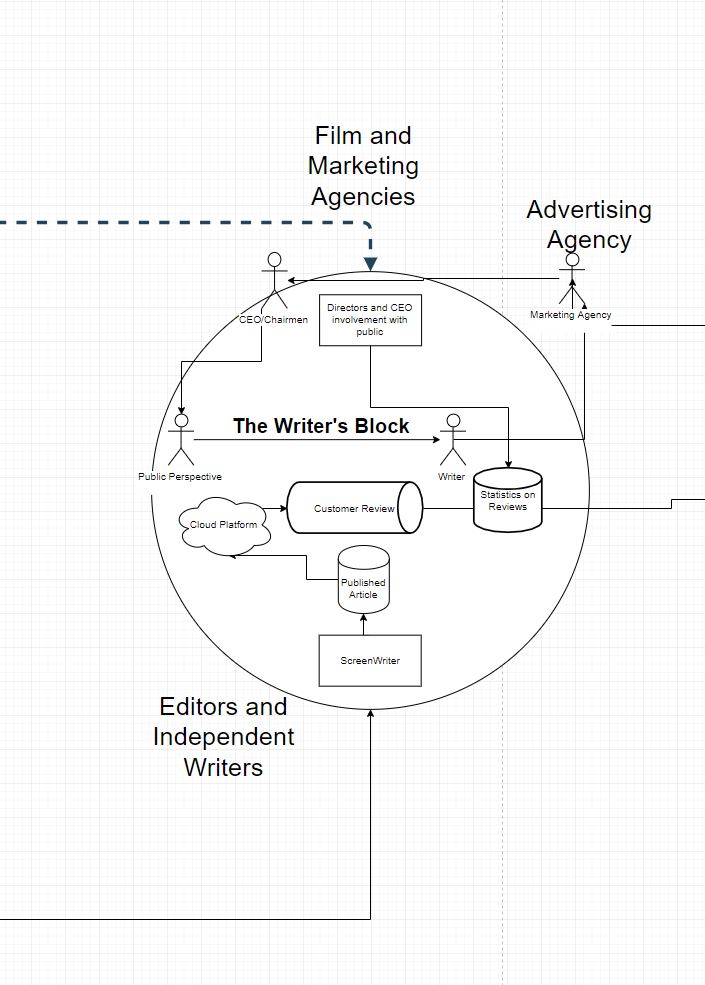 Film and
Marketing
Agencies
Advertising
Agency
CEO/Chairmen
Directors and CEO
involvement with
public
Marketing Agency
The Writer's Block
Public Perspective
Writer
Customer Review
Statistics on
Reviews
Cloud Platform
Published
Article
ScreenWriter
Editors and
Independent
Writers